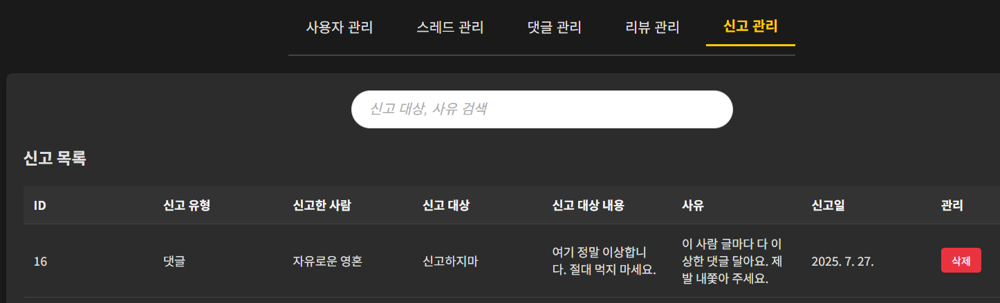 사용자 관리 스레드 관리 댓글 관리 리뷰 관리 신고 관리
신고 대상, 사유 검색
신고 목록
ID 신고 유형 신고한 사람 신고 대상 신고 대상 내용 사유 신고일 관리
16 댓글 자유로운 영혼 신고하지마 여기 정말 이상합니
다. 절대 먹지 마세요. 이 사람 글마다 다 이
상한 댓글 달아요. 제
발 내쫓아 주세요. 2025. 7. 27. 삭제